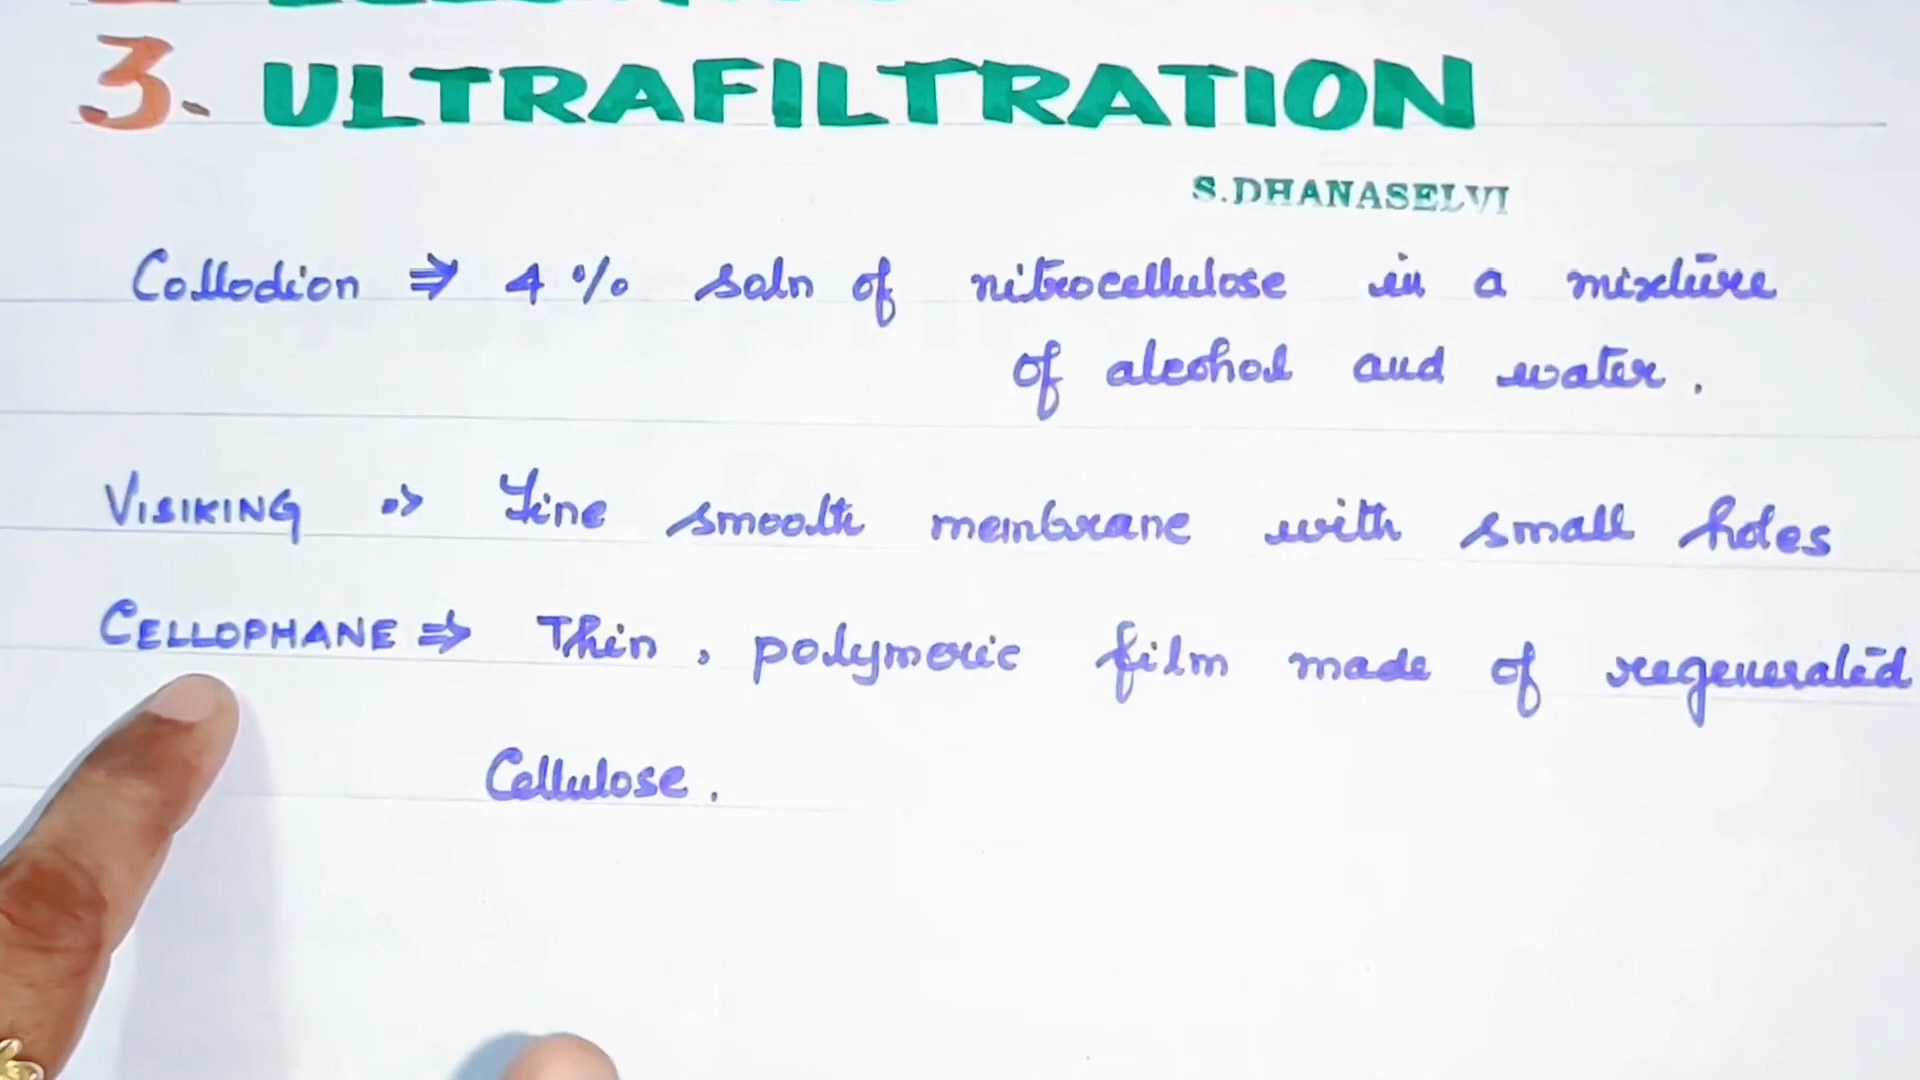 3. ULTRAFILTRATION
S.DHANASELVI
Collodion ⇒ 4% soln of nitrocellulose in a mixture
of alcohol and water.
VISIKING ⇒ Fine smooth membrane with small holes
CELLOPHANE ⇒ Thin, polymeric film made of regenerated
Cellulose.